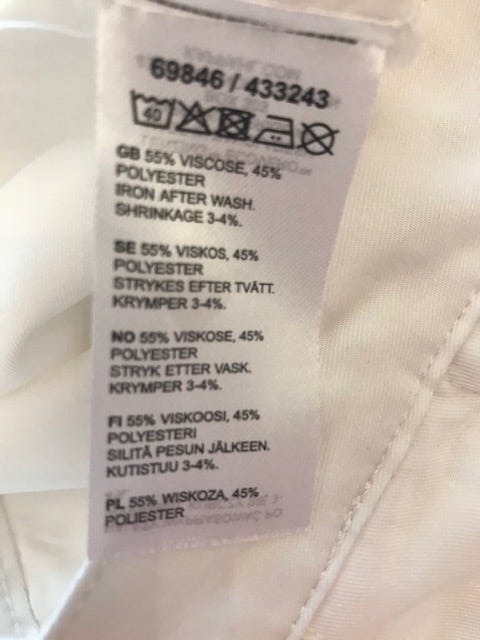 69846 / 433243
40
GB 55% VISCOSE, 45%
POLYESTER
IRON AFTER WASH.
SHRINKAGE 3-4%.
SE 55% VISKOS, 45%
POLYESTER
STRYKES EFTER TVÄTT.
KRYMPER 3-4%.
NO 55% VISKOSE, 45%
POLYESTER
STRYK ETTER VASK.
KRYMPER 3-4%.
FI 55% VISKOOSI, 45%
POLYESTERI
SILITÄ PESUN JÄLKEEN.
KUTISTUU 3-4%.
PL 55% WISKOZA, 45%
POLIESTER